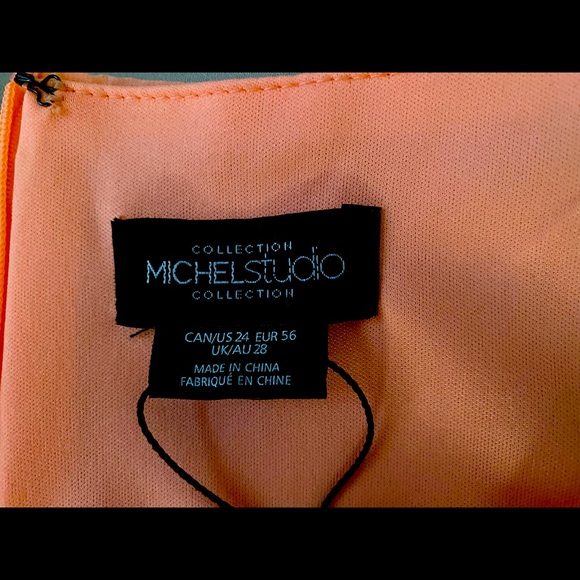 COLLECTION
MICHELstudio
COLLECTION
CAN/US 24 EUR 56
UK/AU 28
MADE IN CHINA
FABRIQUÉ EN CHINE